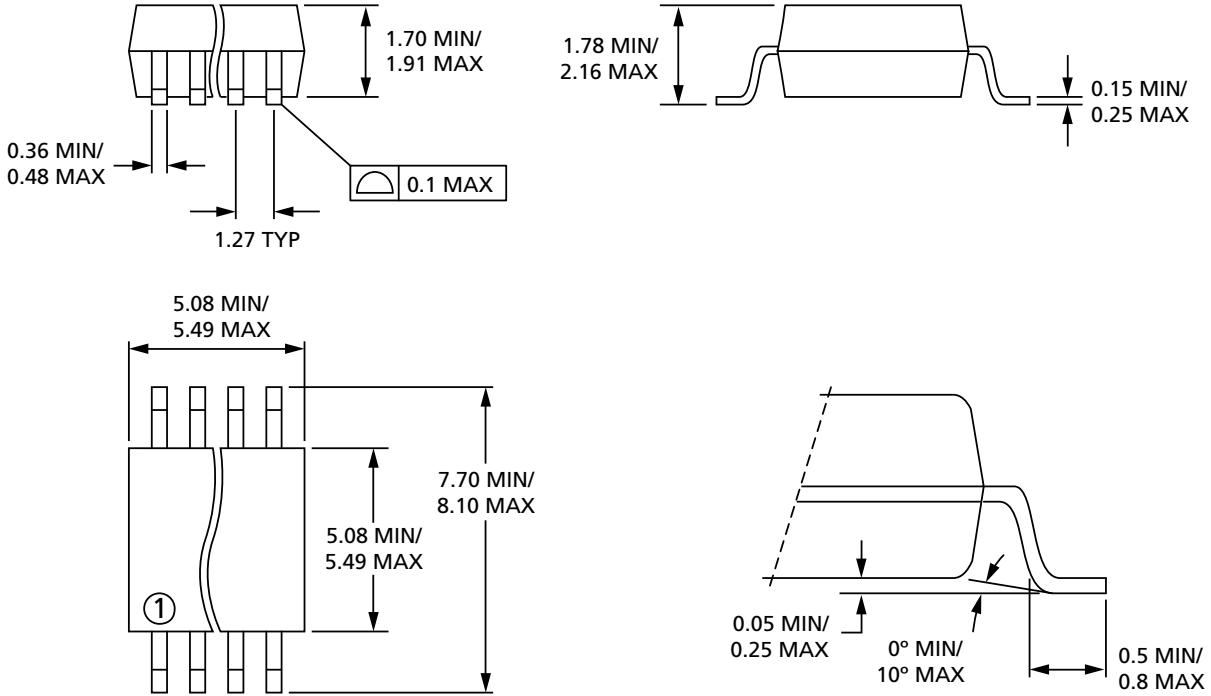 1.70 MIN/
1.91 MAX
1.78 MIN/
2.16 MAX
0.15 MIN/
0.25 MAX
0.36 MIN/
0.48 MAX
0.1 MAX
1.27 TYP
5.08 MIN/
5.49 MAX
7.70 MIN/
8.10 MAX
5.08 MIN/
5.49 MAX
1
0.05 MIN/
0.25 MAX
0º MIN/
10º MAX
0.5 MIN/
0.8 MAX